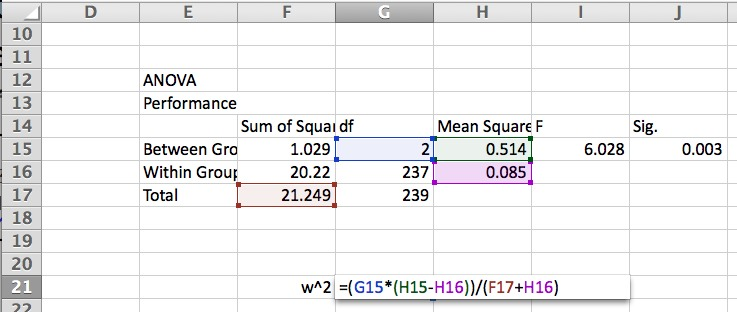 D E F G H I J
10
11
12 ANOVA
13 Performance
14 Sum of Squar df Mean Square F Sig.
15 Between Gro 1.029 2 0.514 6.028 0.003
16 Within Group 20.22 237 0.085
17 Total 21.249 239
18
19
20
21 w^2 =(G15*(H15-H16))/(F17+H16)
22